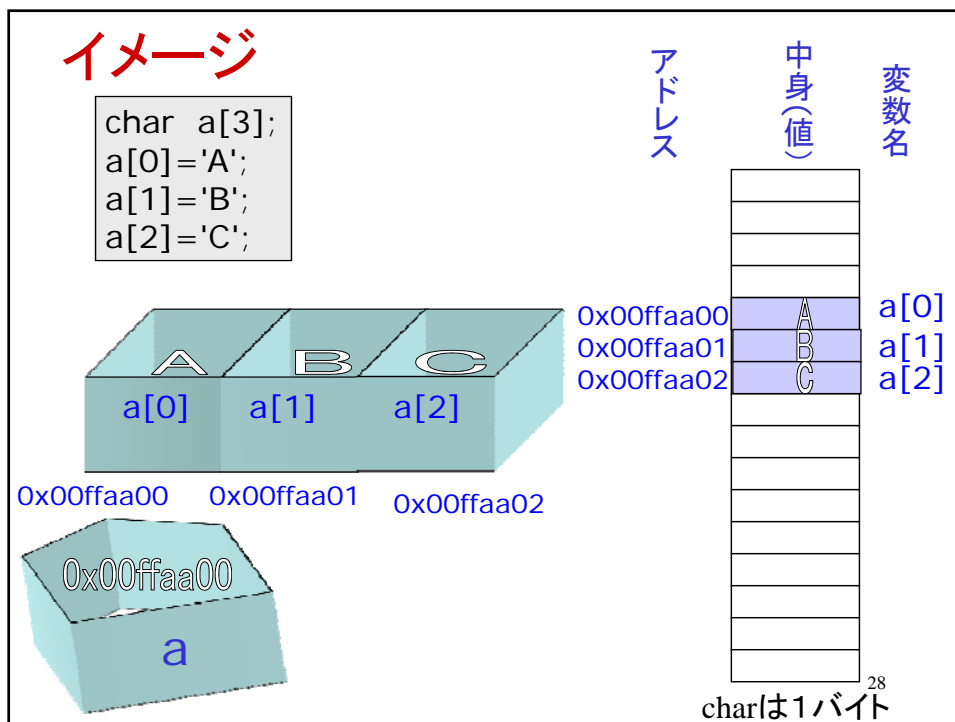 イメージ
char a[3];
a[0]='A';
a[1]='B';
a[2]='C';
アドレス
中身(値)
変数名
0x00ffaa00 A a[0]
0x00ffaa01 B a[1]
0x00ffaa02 C a[2]
A B C
a[0] a[1] a[2]
0x00ffaa00 0x00ffaa01 0x00ffaa02
0x00ffaa00
a
28
charは1バイト